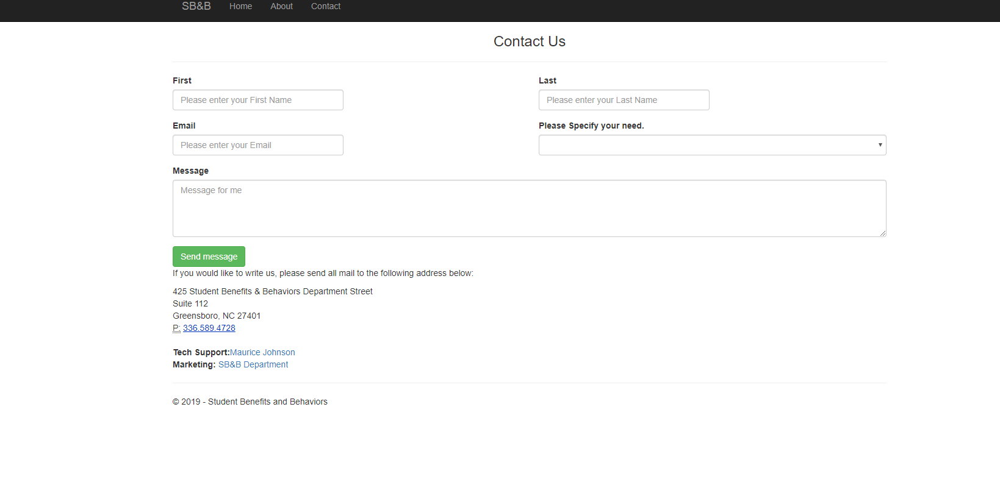 SB&B Home About Contact
Contact Us
First Last
Please enter your First Name Please enter your Last Name
Email Please Specify your need.
Please enter your Email
Message
Message for me
Send message
If you would like to write us, please send all mail to the following address below:
425 Student Benefits & Behaviors Department Street
Suite 112
Greensboro, NC 27401
P: 336.589.4728
Tech Support:Maurice Johnson
Marketing: SB&B Department
© 2019 - Student Benefits and Behaviors